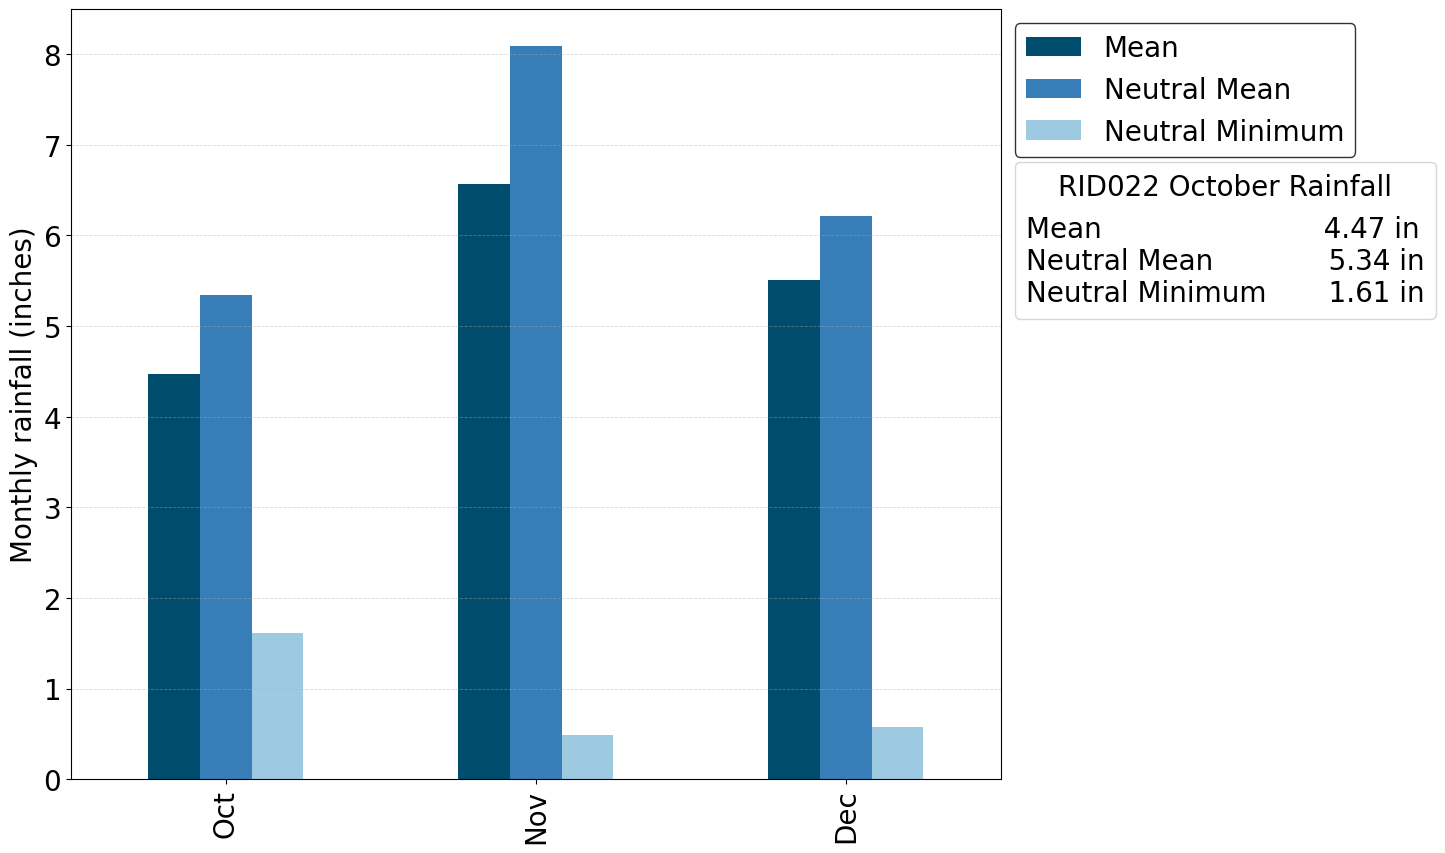 8
7
6
5
4
3
2
1
0
Monthly rainfall (inches)
Oct
Nov
Dec
Mean
Neutral Mean
Neutral Minimum
RID022 October Rainfall
Mean 4.47 in
Neutral Mean 5.34 in
Neutral Minimum 1.61 in